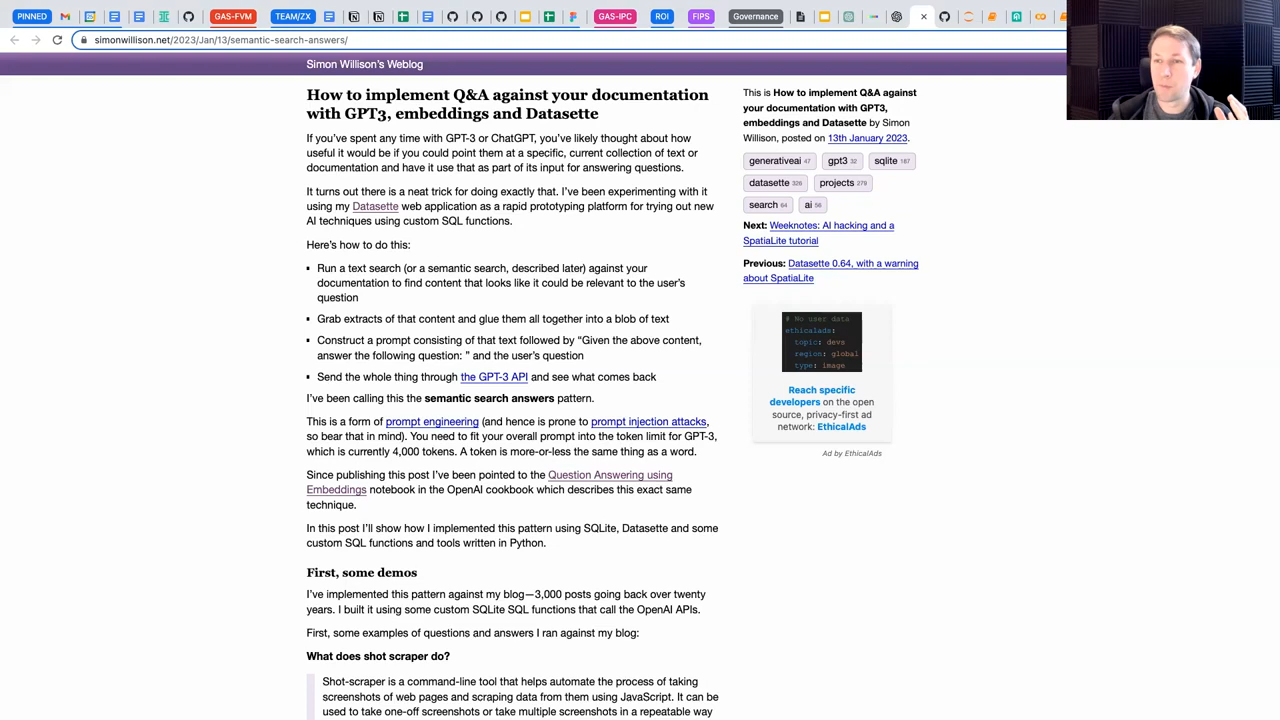 PINNED
GAS-FVM
TEAM/ZX
GAS-IPC
ROI
FIPS
Governance
simonwillison.net/2023/Jan/13/semantic-search-answers/
Simon Willison's Weblog
How to implement Q&A against your documentation
with GPT3, embeddings and Datasette
If you've spent any time with GPT-3 or ChatGPT, you've likely thought about how
useful it would be if you could point them at a specific, current collection of text or
documentation and have it use that as part of its input for answering questions.
It turns out there is a neat trick for doing exactly that. I've been experimenting with it
using my Datasette web application as a rapid prototyping platform for trying out new
AI techniques using custom SQL functions.
Here's how to do this:
▪ Run a text search (or a semantic search, described later) against your
documentation to find content that looks like it could be relevant to the user's
question
▪ Grab extracts of that content and glue them all together into a blob of text
▪ Construct a prompt consisting of that text followed by “Given the above content,
answer the following question: ” and the user's question
▪ Send the whole thing through the GPT-3 API and see what comes back
I've been calling this the semantic search answers pattern.
This is a form of prompt engineering (and hence is prone to prompt injection attacks,
so bear that in mind). You need to fit your overall prompt into the token limit for GPT-3,
which is currently 4,000 tokens. A token is more-or-less the same thing as a word.
Since publishing this post I've been pointed to the Question Answering using
Embeddings notebook in the OpenAI cookbook which describes this exact same
technique.
In this post I'll show how I implemented this pattern using SQLite, Datasette and some
custom SQL functions and tools written in Python.
First, some demos
I've implemented this pattern against my blog—3,000 posts going back over twenty
years. I built it using some custom SQLite SQL functions that call the OpenAI APIs.
First, some examples of questions and answers I ran against my blog:
What does shot scraper do?
Shot-scraper is a command-line tool that helps automate the process of taking
screenshots of web pages and scraping data from them using JavaScript. It can be
used to take one-off screenshots or take multiple screenshots in a repeatable way
This is How to implement Q&A against your
documentation with GPT3, embeddings and Datasette by Simon
Willison, posted on 13th January 2023.
generativeai 47 gpt3 32 sqlite 187
datasette 326 projects 279
search 64 ai 56
Next: Weeknotes: AI hacking and a
SpatiaLite tutorial
Previous: Datasette 0.64, with a warning
about SpatiaLite
# No user data
ethicalads:
topic: devs
region: global
type: image
Reach specific
developers on the open
source, privacy-first ad
network: EthicalAds
Ad by EthicalAds